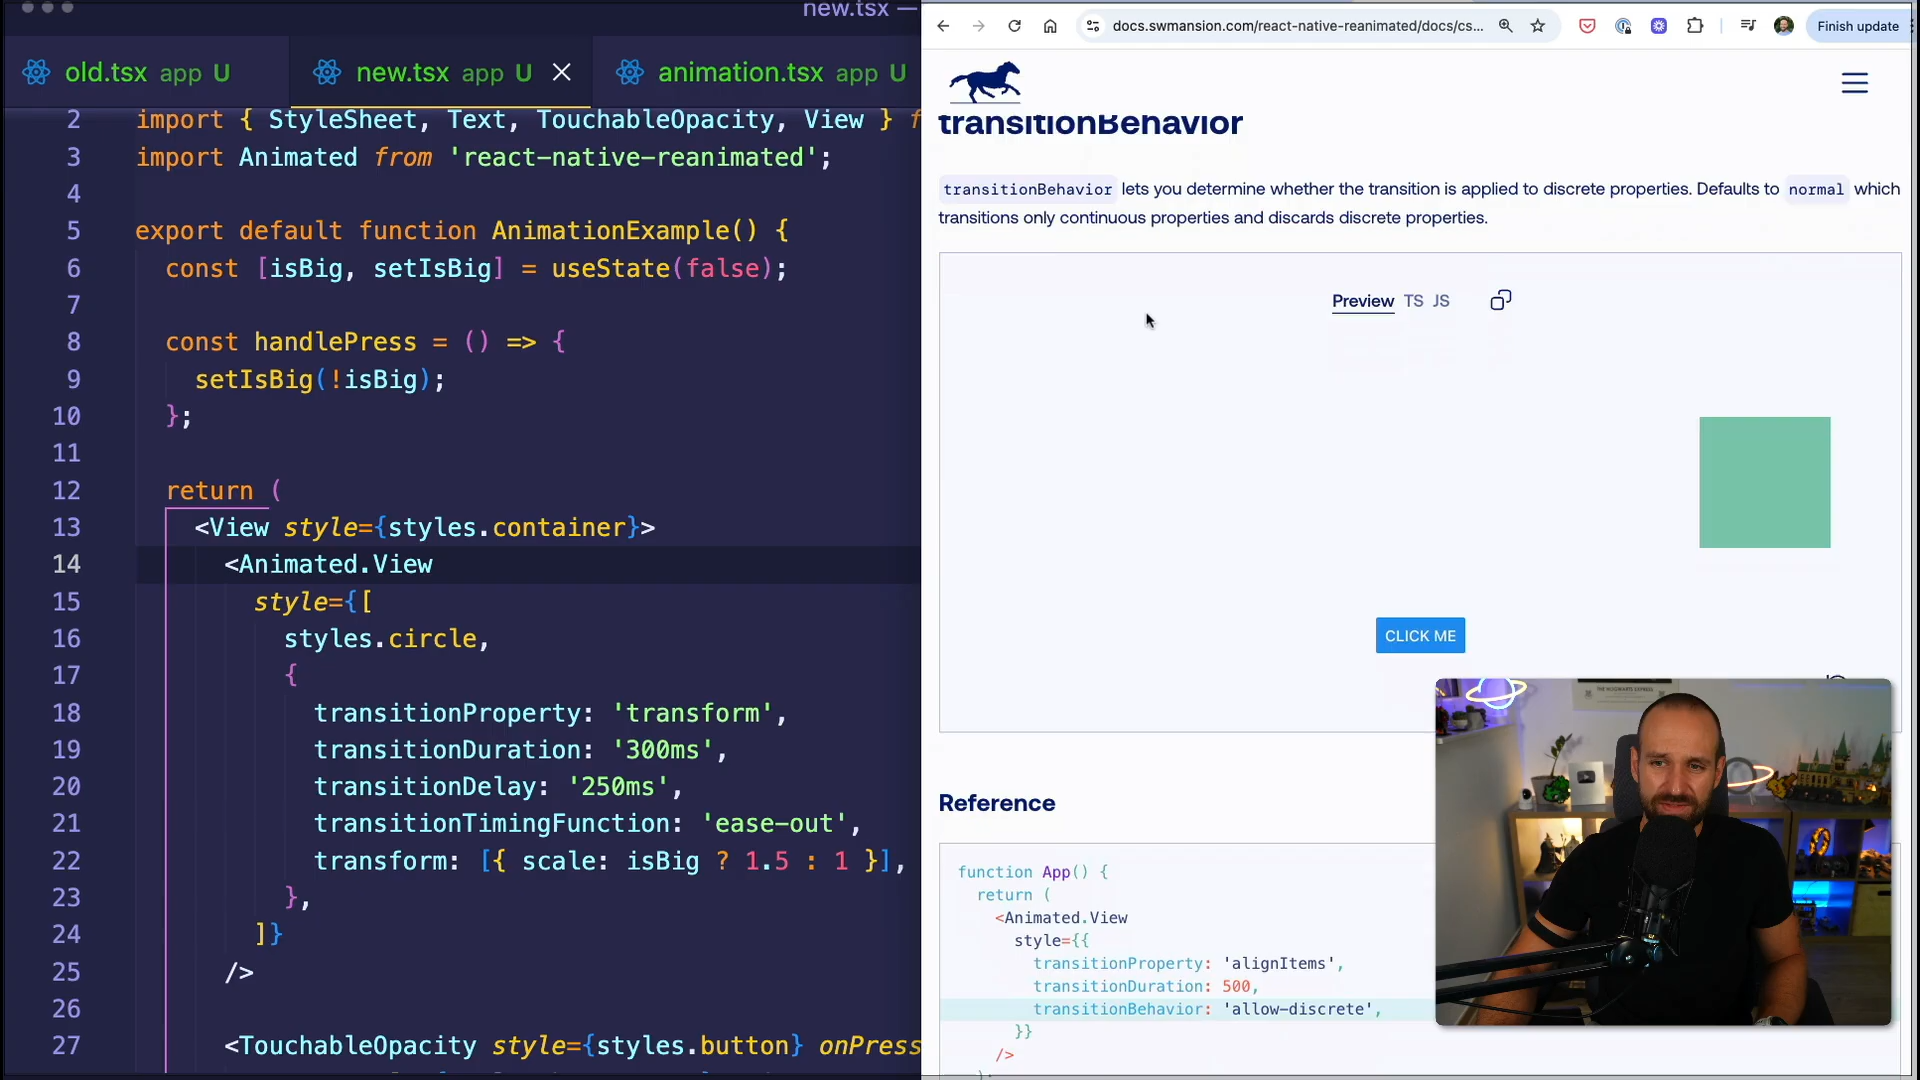 new.tsx —
old.tsx app U
new.tsx app U
animation.tsx app U
2 import { StyleSheet, Text, TouchableOpacity, View } f
3 import Animated from 'react-native-reanimated';
4
5 export default function AnimationExample() {
6 const [isBig, setIsBig] = useState(false);
7
8 const handlePress = () => {
9 setIsBig(!isBig);
10 };
11
12 return (
13 <View style={styles.container}>
14 <Animated.View
15 style={[
16 styles.circle,
17 {
18 transitionProperty: 'transform',
19 transitionDuration: '300ms',
20 transitionDelay: '250ms',
21 transitionTimingFunction: 'ease-out',
22 transform: [{ scale: isBig ? 1.5 : 1 }],
23 },
24 ]}
25 />
26
27 <TouchableOpacity style={styles.button} onPress
docs.swmansion.com/react-native-reanimated/docs/cs...
Finish update
transitionBehavior
transitionBehavior lets you determine whether the transition is applied to discrete properties. Defaults to normal which
transitions only continuous properties and discards discrete properties.
Preview TS JS
CLICK ME
Reference
function App() {
return (
<Animated.View
style={{
transitionProperty: 'alignItems',
transitionDuration: 500,
transitionBehavior: 'allow-discrete',
}}
/>
);
THE HOGWARTS EXPRESS